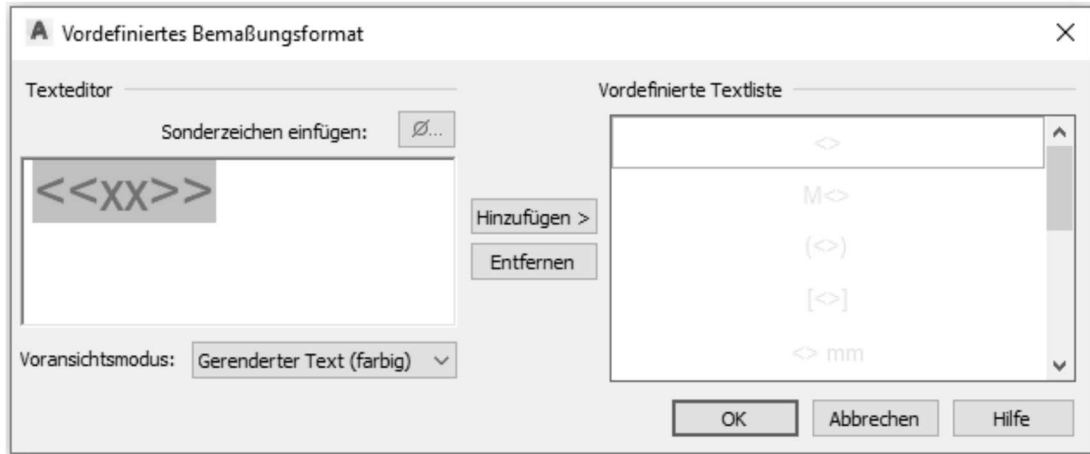 A Vordefiniertes Bemaßungsformat
Texteditor
Sonderzeichen einfügen: Ø...
<<xx>>
Voransichtsmodus: Gerenderter Text (farbig)
Hinzufügen >
Entfernen
Vordefinierte Textliste
<>
M<>
(<>)
[<>]
<> mm
OK Abbrechen Hilfe